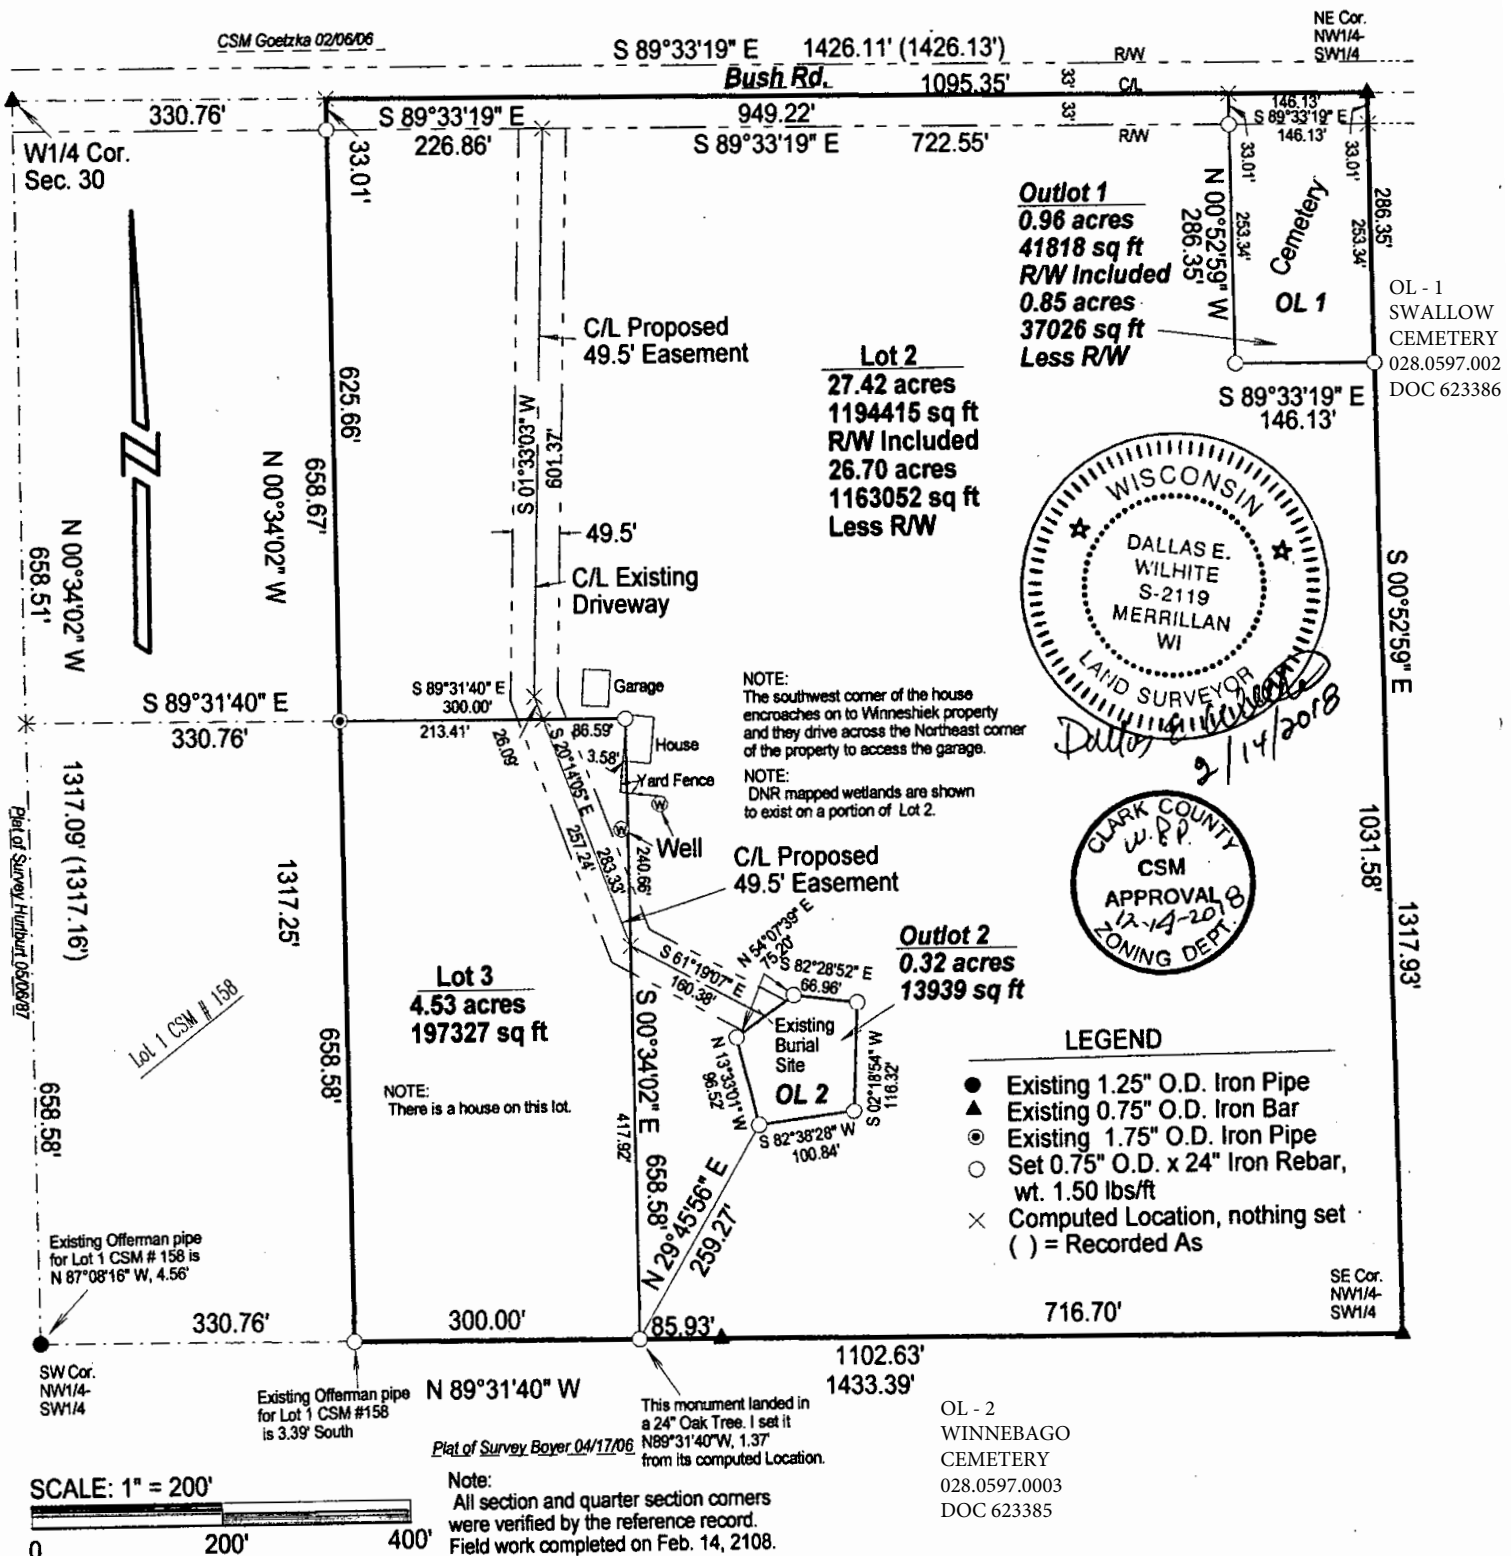 CSM Goetzka 02/06/06
S 89°33'19" E 1426.11' (1426.13')
NE Cor.
NW1/4-
SW1/4
R/W
Bush Rd.
1095.35'
33'
C/L
330.76'
S 89°33'19" E
949.22'
33'
146.13'
S 89°33'19" E
146.13'
226.86'
S 89°33'19" E 722.55'
R/W
W1/4 Cor.
Sec. 30
33.01'
33.01'
33.01'
Outlot 1
0.96 acres
41818 sq ft
R/W Included
0.85 acres
37026 sq ft
Less R/W
N 00°52'59" W
286.35'
253.34'
Cemetery
OL 1
253.34'
286.35'
OL - 1
SWALLOW
CEMETERY
028.0597.002
DOC 623386
S 89°33'19" E
146.13'
C/L Proposed
49.5' Easement
Lot 2
27.42 acres
1194415 sq ft
R/W Included
26.70 acres
1163052 sq ft
Less R/W
625.66'
658.67'
N 00°34'02" W
S 01°33'03" W
601.37'
49.5'
C/L Existing
Driveway
N 00°34'02" W
658.51'
WISCONSIN
DALLAS E.
WILHITE
S-2119
MERRILLAN
WI
LAND SURVEYOR
2/14/2018
S 00°52'59" E
S 89°31'40" E
330.76'
S 89°31'40" E
300.00'
213.41'
86.59'
26.09'
Garage
House
3.58'
Yard Fence
W
W
Well
NOTE:
The southwest corner of the house
encroaches on to Winneshiek property
and they drive across the Northeast corner
of the property to access the garage.
NOTE:
DNR mapped wetlands are shown
to exist on a portion of Lot 2.
S 20°14'05" E
257.24'
283.33'
240.66'
C/L Proposed
49.5' Easement
CLARK COUNTY
CSM
APPROVAL
12-14-2018
ZONING DEPT.
1031.58'
1317.93'
Plat of Survey Hurlburt 05/06/87
1317.09' (1317.16')
1317.25'
Lot 1 CSM # 158
Lot 3
4.53 acres
197327 sq ft
NOTE:
There is a house on this lot.
658.58'
658.58'
S 61°19'07" E
160.38'
N 54°07'39" E
75.20'
S 82°28'52" E
66.96'
Outlot 2
0.32 acres
13939 sq ft
Existing
Burial
Site
OL 2
N 13°33'01" W
96.52'
S 02°18'54" W
116.32'
S 82°38'28" W
100.84'
S 00°34'02" E 658.58'
417.92'
N 29°45'56" E
259.27'
LEGEND
Existing 1.25" O.D. Iron Pipe
Existing 0.75" O.D. Iron Bar
Existing 1.75" O.D. Iron Pipe
Set 0.75" O.D. x 24" Iron Rebar,
wt. 1.50 lbs/ft
Computed Location, nothing set
( ) = Recorded As
Existing Offerman pipe
for Lot 1 CSM # 158 is
N 87°08'16" W, 4.56'
SE Cor.
NW1/4-
SW1/4
330.76'
300.00'
85.93'
716.70'
1102.63'
1433.39'
SW Cor.
NW1/4-
SW1/4
Existing Offerman pipe
for Lot 1 CSM #158
is 3.39' South
N 89°31'40" W
This monument landed in
a 24" Oak Tree. I set it
N89°31'40"W, 1.37'
from its computed Location.
Plat of Survey Boyer 04/17/06
OL - 2
WINNEBAGO
CEMETERY
028.0597.0003
DOC 623385
SCALE: 1" = 200'
0 200' 400'
Note:
All section and quarter section corners
were verified by the reference record.
Field work completed on Feb. 14, 2108.